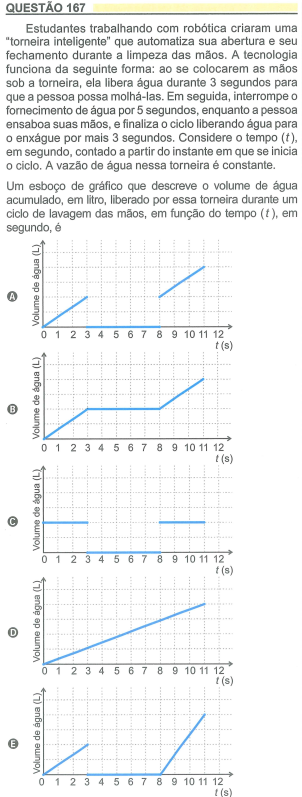 QUESTÃO 167
Estudantes trabalhando com robótica criaram uma
"torneira inteligente" que automatiza sua abertura e seu
fechamento durante a limpeza das mãos. A tecnologia
funciona da seguinte forma: ao se colocarem as mãos
sob a torneira, ela libera água durante 3 segundos para
que a pessoa possa molhá-las. Em seguida, interrompe o
fornecimento de água por 5 segundos, enquanto a pessoa
ensaboa suas mãos, e finaliza o ciclo liberando água para
o enxágue por mais 3 segundos. Considere o tempo (t),
em segundo, contado a partir do instante em que se inicia
o ciclo. A vazão de água nessa torneira é constante.
Um esboço de gráfico que descreve o volume de água
acumulado, em litro, liberado por essa torneira durante um
ciclo de lavagem das mãos, em função do tempo (t), em
segundo, é
A
Volume de água (L)
0 1 2 3 4 5 6 7 8 9 10 11 12
t (s)
B
Volume de água (L)
0 1 2 3 4 5 6 7 8 9 10 11 12
t (s)
C
Volume de água (L)
0 1 2 3 4 5 6 7 8 9 10 11 12
t (s)
D
Volume de água (L)
0 1 2 3 4 5 6 7 8 9 10 11 12
t (s)
E
Volume de água (L)
0 1 2 3 4 5 6 7 8 9 10 11 12
t (s)